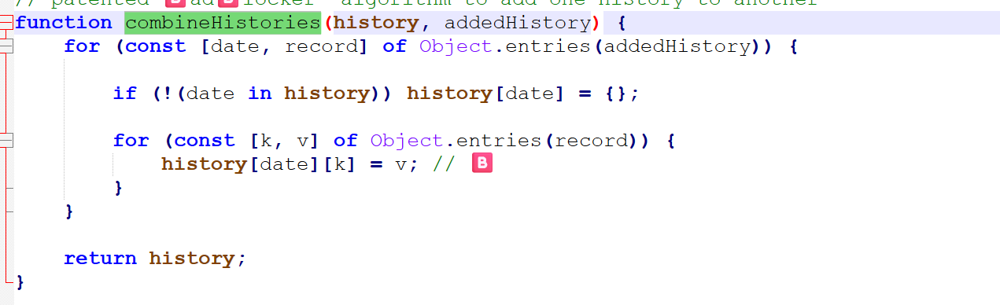 // patented 🅱ad🅱locker algorithm to add one history to another
function combineHistories(history, addedHistory) {
for (const [date, record] of Object.entries(addedHistory)) {
if (!(date in history)) history[date] = {};
for (const [k, v] of Object.entries(record)) {
history[date][k] = v; // 🅱
}
}
return history;
}